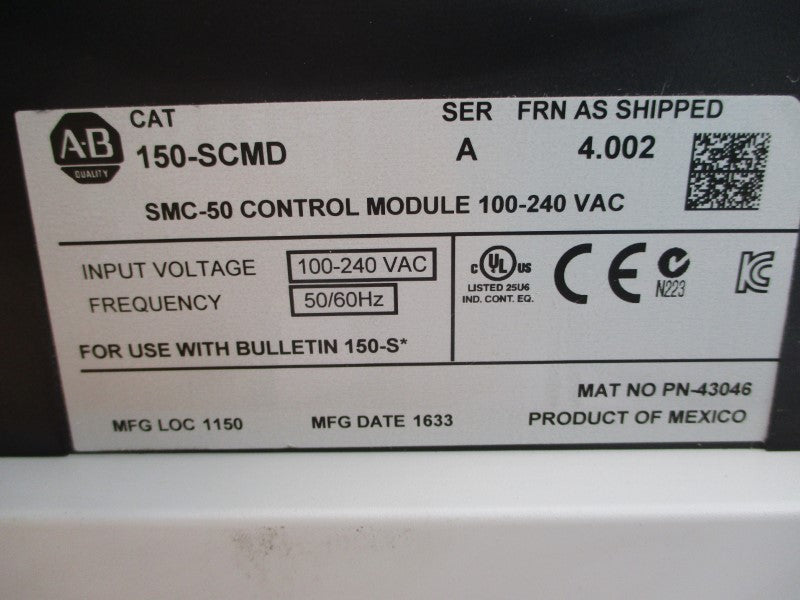 CAT SER FRN AS SHIPPED
A-B QUALITY 150-SCMD A 4.002
SMC-50 CONTROL MODULE 100-240 VAC
INPUT VOLTAGE 100-240 VAC
FREQUENCY 50/60Hz
FOR USE WITH BULLETIN 150-S*
c UL us
LISTED 25U6
IND. CONT. EQ.
CE
N223
KC
MAT NO PN-43046
MFG LOC 1150 MFG DATE 1633 PRODUCT OF MEXICO